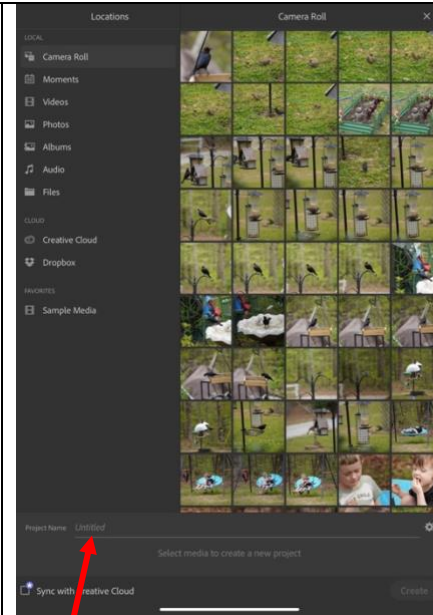 Locations
LOCAL
Camera Roll
Moments
Videos
Photos
Albums
Audio
Files
CLOUD
Creative Cloud
Dropbox
FAVORITES
Sample Media
Camera Roll
Project Name Untitled
Select media to create a new project
Sync with Creative Cloud
Create